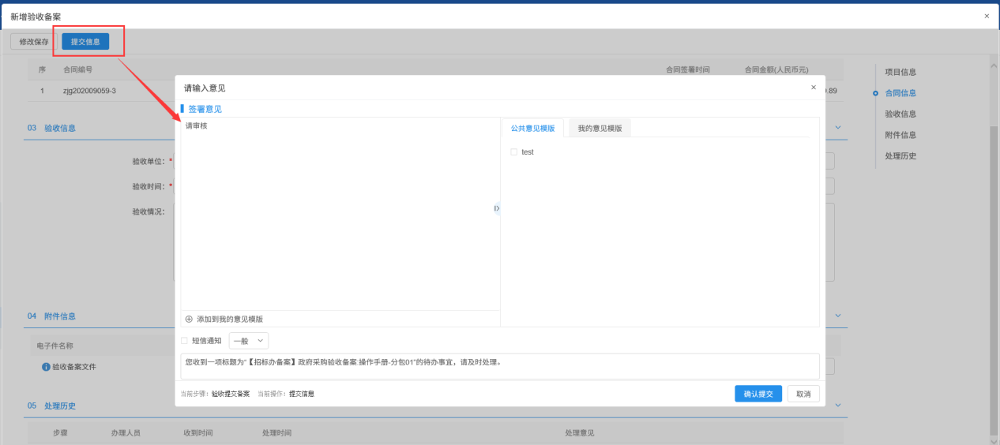 新增验收备案
×
修改保存
提交信息
序 合同编号 合同签署时间 合同金额(人民币元)
1 zjg202009059-3 .89
项目信息
合同信息
验收信息
附件信息
处理历史
03 验收信息
验收单位：*
验收时间：*
验收情况：
04 附件信息
电子件名称
验收备案文件
05 处理历史
步骤 办理人员 收到时间 处理时间 处理意见
请输入意见
×
签署意见
请审核
公共意见模版 我的意见模版
test
添加到我的意见模版
短信通知 一般
您收到一项标题为“【招标办备案】政府采购验收备案:操作手册-分包01”的待办事宜，请及时处理。
当前步骤：验收提交备案 当前操作：提交信息
确认提交 取消